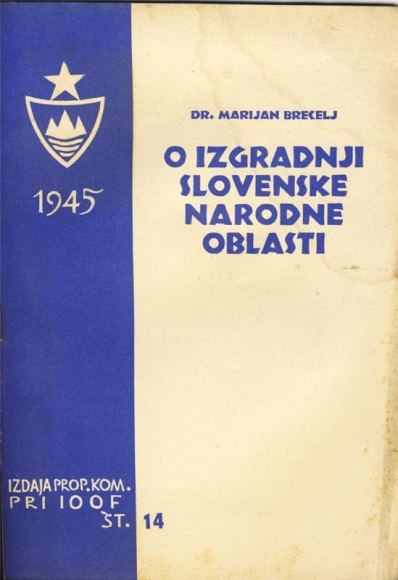 1945
DR. MARIJAN BRECELJ
O IZGRADNJI
SLOVENSKE
NARODNE
OBLASTI
IZDAJA PROP. KOM.
PRI IOOF
ŠT. 14